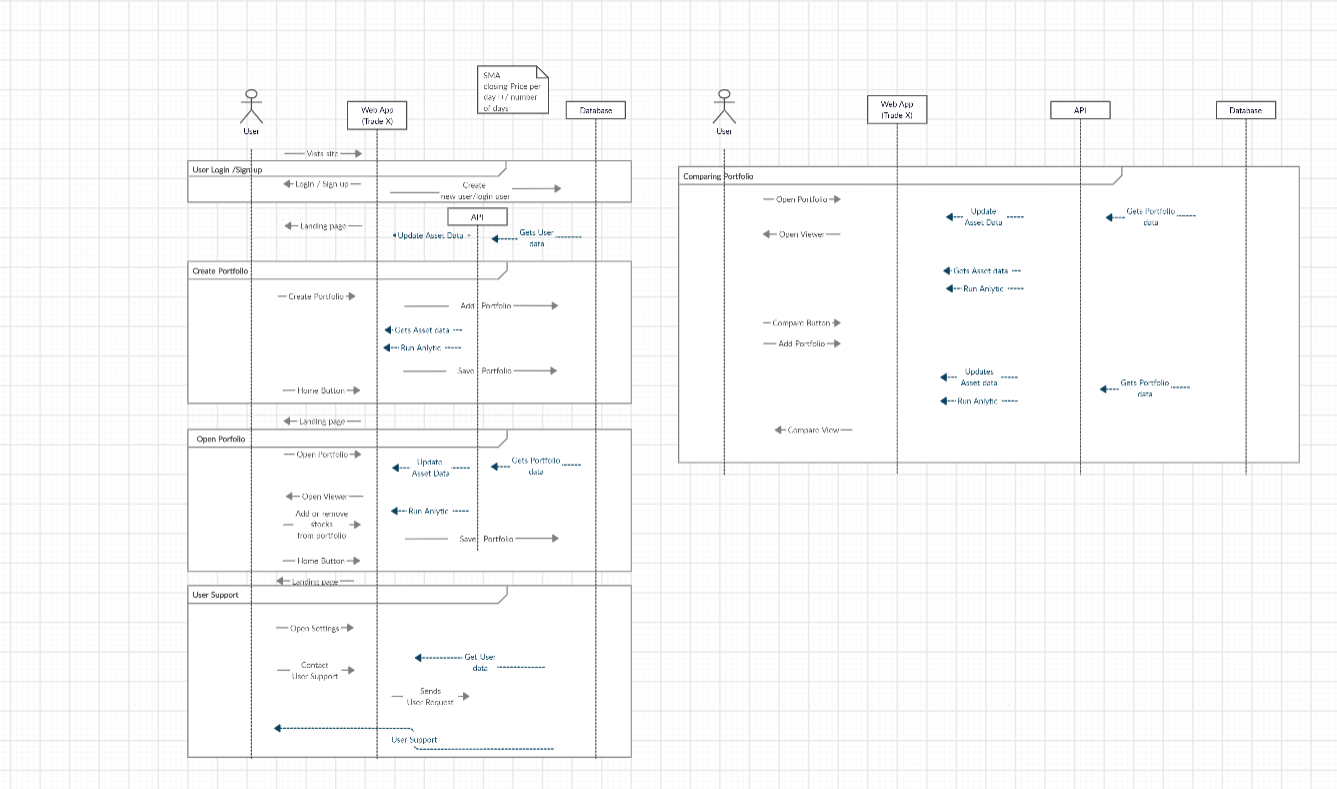 SMA
closing Price per
day (+) / number
of days
User
Web App
(Trade X)
Database
Vists site
User Login /Signup
Login / Sign up
Create
new user/login user
API
Landing page
Update Asset Data
Gets User
data
Create Portfolio
Create Portfolio
Add Portfolio
Gets Asset data
Run Anlytic
Save Portfolio
Home Button
Landing page
Open Porfolio
Open Portfolio
Update
Asset Data
Gets Portfolio
data
Open Viewer
Run Anlytic
Add or remove
stocks
from portfolio
Save Portfolio
Home Button
Landing page
User Support
Open Settings
Get User
data
Contact
User Support
Sends
User Request
User Support
User
Web App
(Trade X)
API
Database
Comparing Portfolio
Open Portfolio
Update
Asset Data
Gets Portfolio
data
Open Viewer
Gets Asset data
Run Anlytic
Compare Button
Add Portfolio
Updates
Asset data
Gets Portfolio
data
Run Anlytic
Compare View